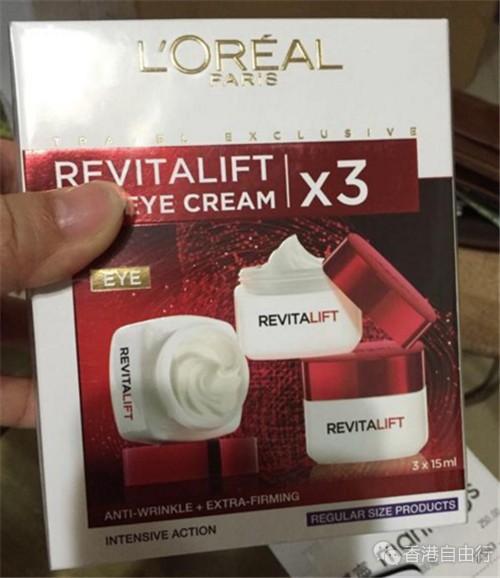 L'ORÉAL
PARIS
TRAVEL EXCLUSIVE
REVITALIFT
EYE CREAM
x3
EYE
REVITALIFT
REVITALIFT
REVITALIFT
3 x 15ml
ANTI-WRINKLE + EXTRA-FIRMING
REGULAR SIZE PRODUCTS
INTENSIVE ACTION
香港自由行